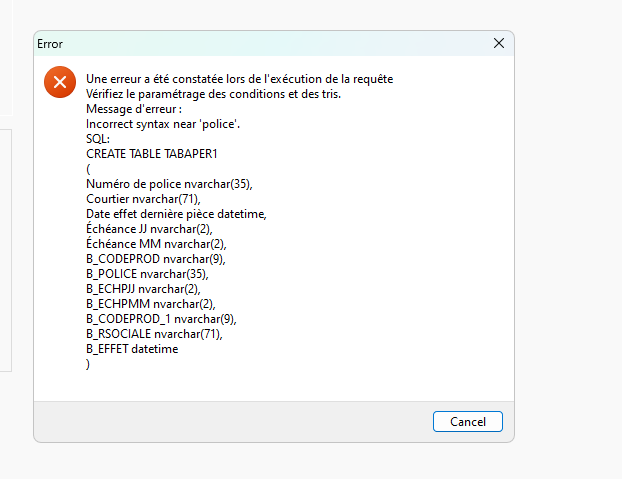 Error
Une erreur a été constatée lors de l'exécution de la requête
Vérifiez le paramétrage des conditions et des tris.
Message d'erreur :
Incorrect syntax near 'police'.
SQL:
CREATE TABLE TABAPER1
(
Numéro de police nvarchar(35),
Courtier nvarchar(71),
Date effet dernière pièce datetime,
Échéance JJ nvarchar(2),
Échéance MM nvarchar(2),
B_CODEPROD nvarchar(9),
B_POLICE nvarchar(35),
B_ECHPJJ nvarchar(2),
B_ECHPMM nvarchar(2),
B_CODEPROD_1 nvarchar(9),
B_RSOCIALE nvarchar(71),
B_EFFET datetime
)
Cancel